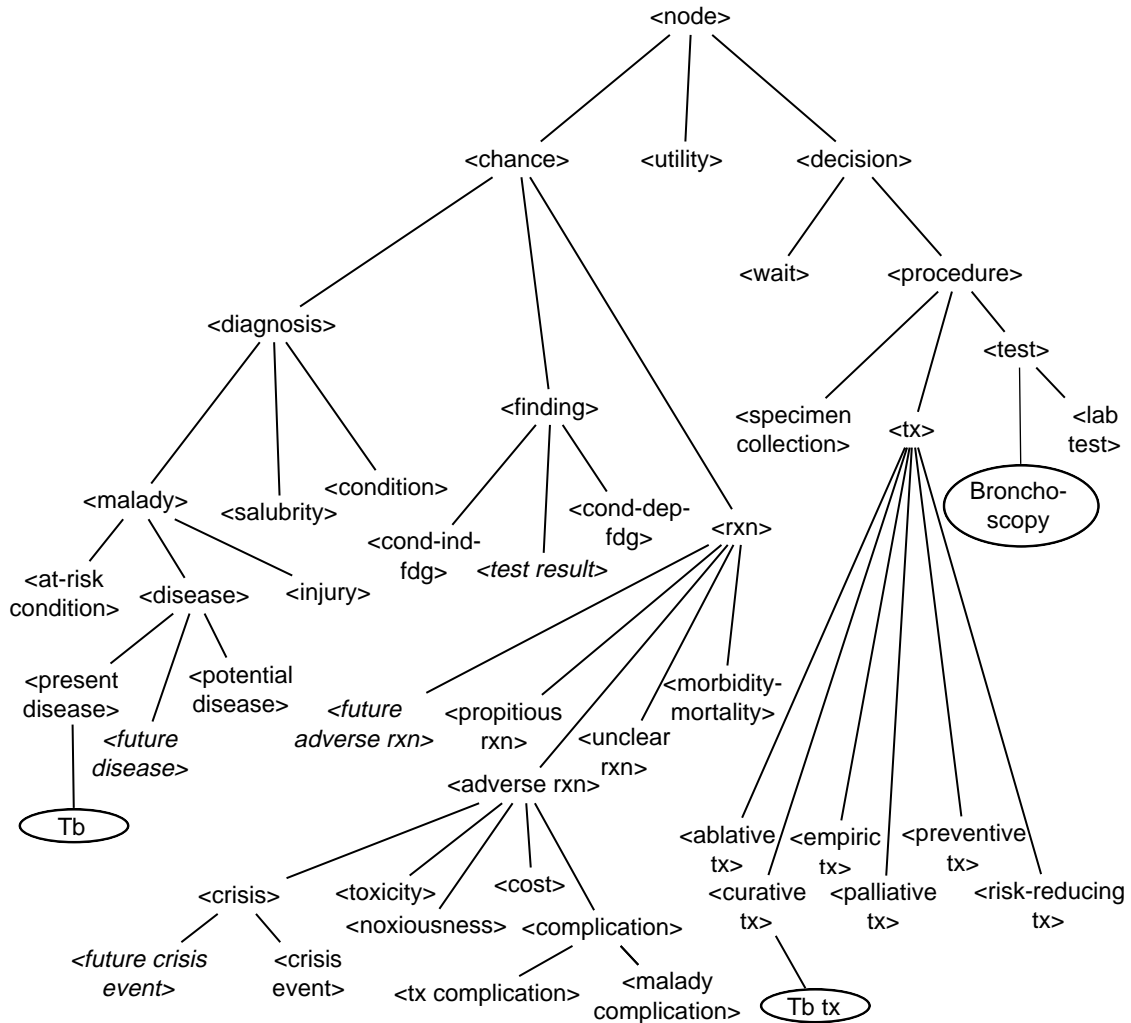 <node>
<chance>
<utility>
<decision>
<wait>
<procedure>
<diagnosis>
<test>
<finding>
<specimen
collection>
<tx>
<lab
test>
<malady>
<salubrity>
<condition>
<cond-ind-
fdg>
<test result>
<cond-dep-
fdg>
<rxn>
Broncho-
scopy
<at-risk
condition>
<disease>
<injury>
<present
disease>
<future
disease>
<potential
disease>
<future
adverse rxn>
<propitious
rxn>
<unclear
rxn>
<morbidity-
mortality>
<adverse rxn>
Tb
<ablative
tx>
<empiric
tx>
<preventive
tx>
<crisis>
<toxicity>
<noxiousness>
<cost>
<complication>
<curative
tx>
<palliative
tx>
<risk-reducing
tx>
<future crisis
event>
<crisis
event>
<tx complication>
<malady
complication>
Tb tx